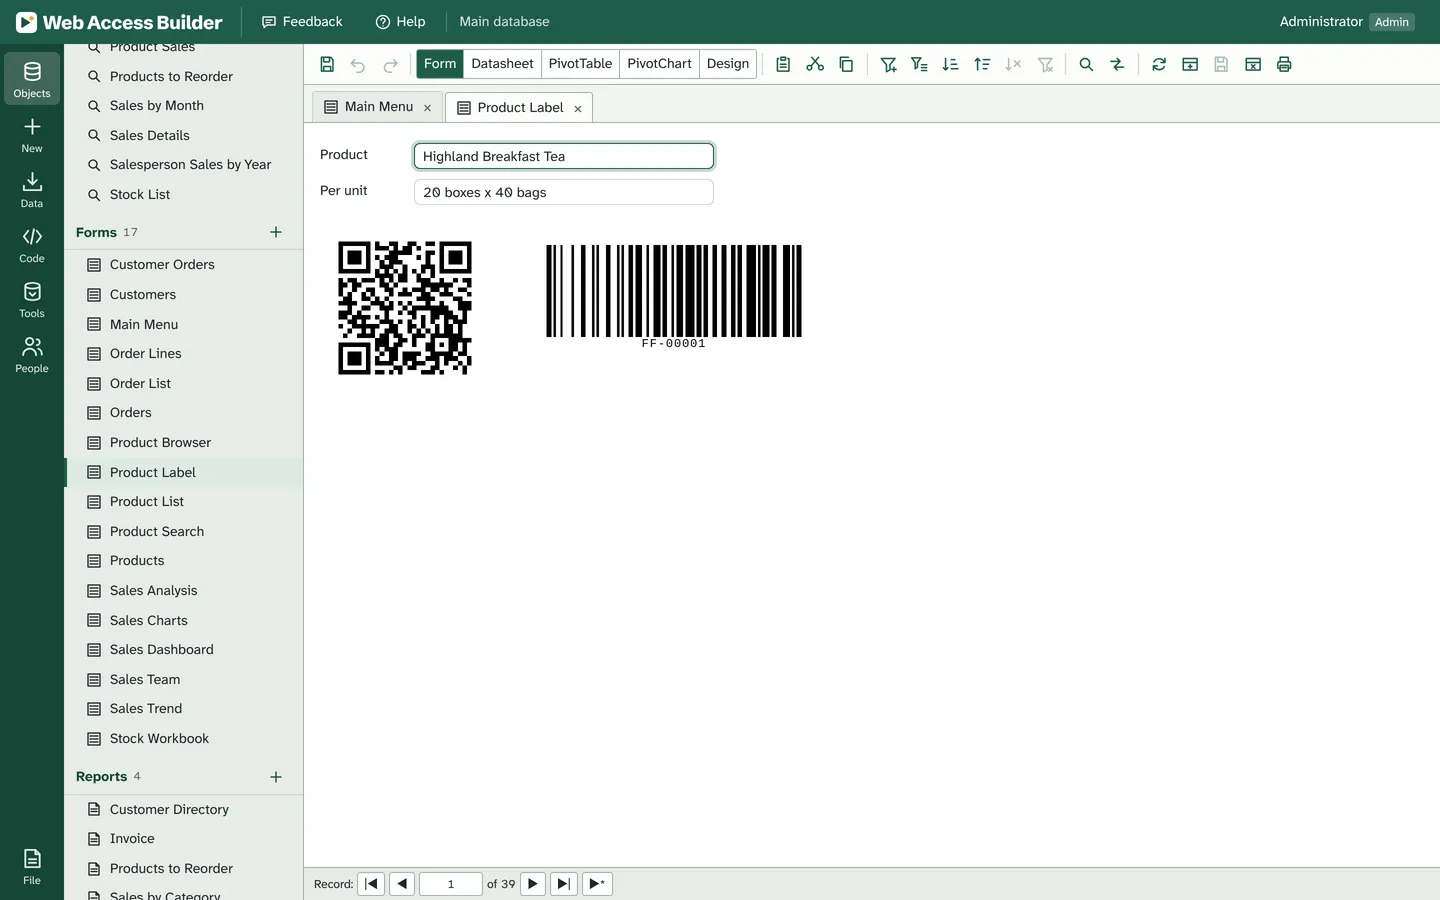 Web Access Builder
Feedback
Help
Main database
Administrator
Admin
Objects
New
Data
Code
Tools
People
File
Product Sales
Products to Reorder
Sales by Month
Sales Details
Salesperson Sales by Year
Stock List
Forms 17
Customer Orders
Customers
Main Menu
Order Lines
Order List
Orders
Product Browser
Product Label
Product List
Product Search
Products
Sales Analysis
Sales Charts
Sales Dashboard
Sales Team
Sales Trend
Stock Workbook
Reports 4
Customer Directory
Invoice
Products to Reorder
Sales by Category
Form
Datasheet
PivotTable
PivotChart
Design
Main Menu
Product Label
Product
Highland Breakfast Tea
Per unit
20 boxes x 40 bags
FF-00001
Record:
1
of 39